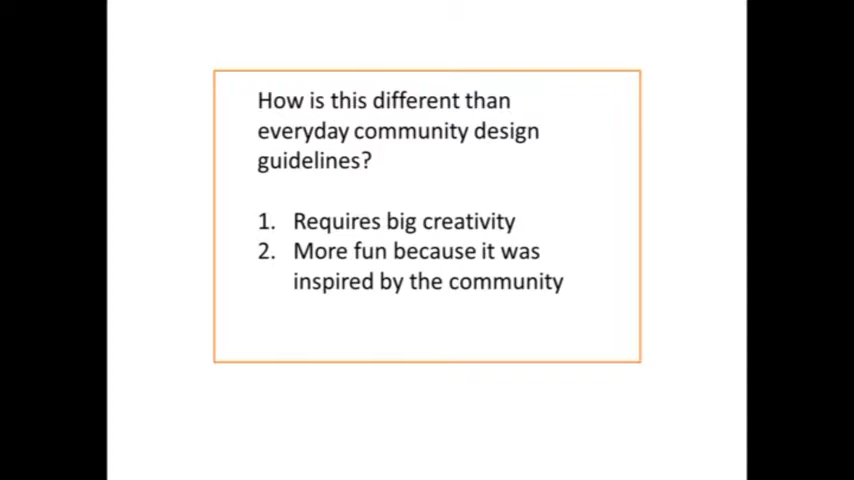 How is this different than
everyday community design
guidelines?
1. Requires big creativity
2. More fun because it was
inspired by the community